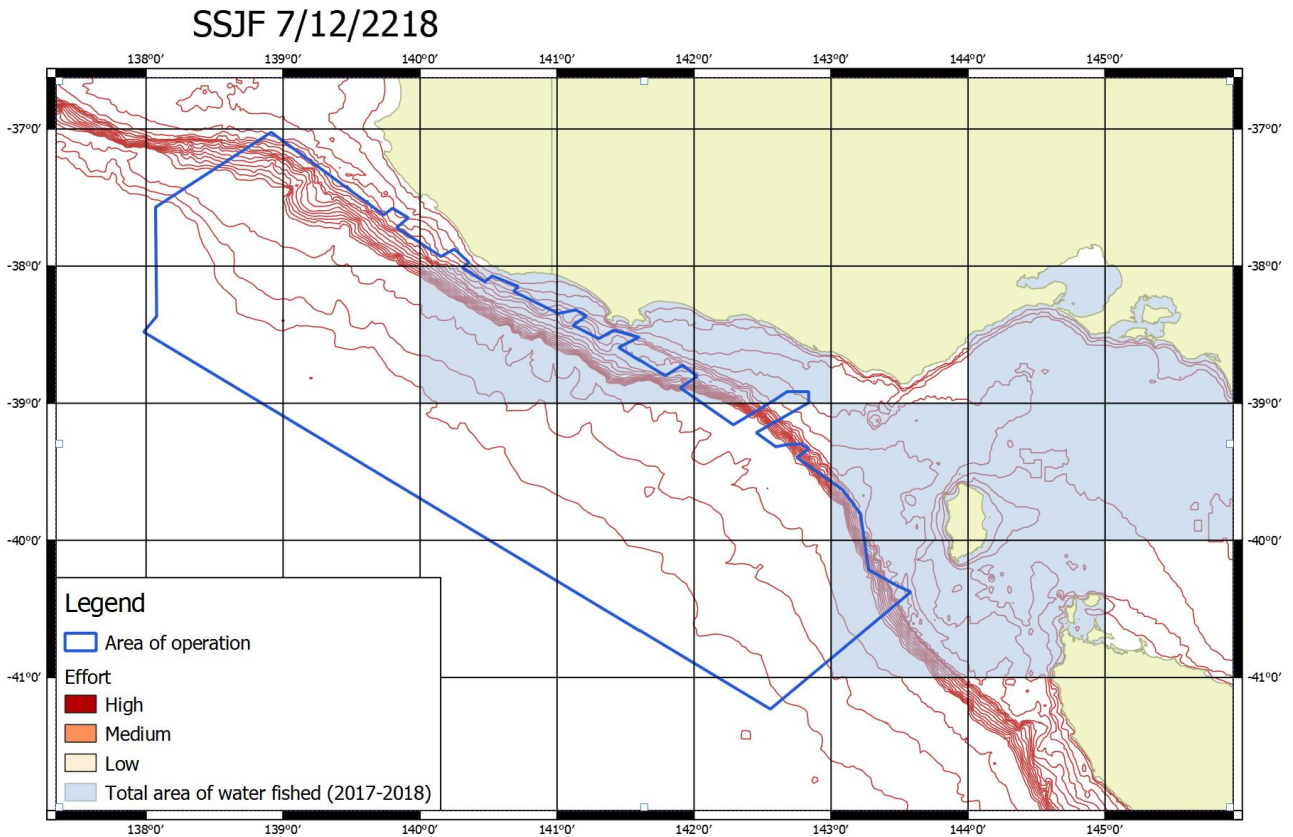 SSJF 7/12/2218
138°0′ 139°0′ 140°0′ 141°0′ 142°0′ 143°0′ 144°0′ 145°0′
-37°0′ -37°0′
-38°0′ -38°0′
-39°0′ -39°0′
-40°0′ -40°0′
-41°0′ -41°0′
Legend
Area of operation
Effort
High
Medium
Low
Total area of water fished (2017-2018)
138°0′ 139°0′ 140°0′ 141°0′ 142°0′ 143°0′ 144°0′ 145°0′